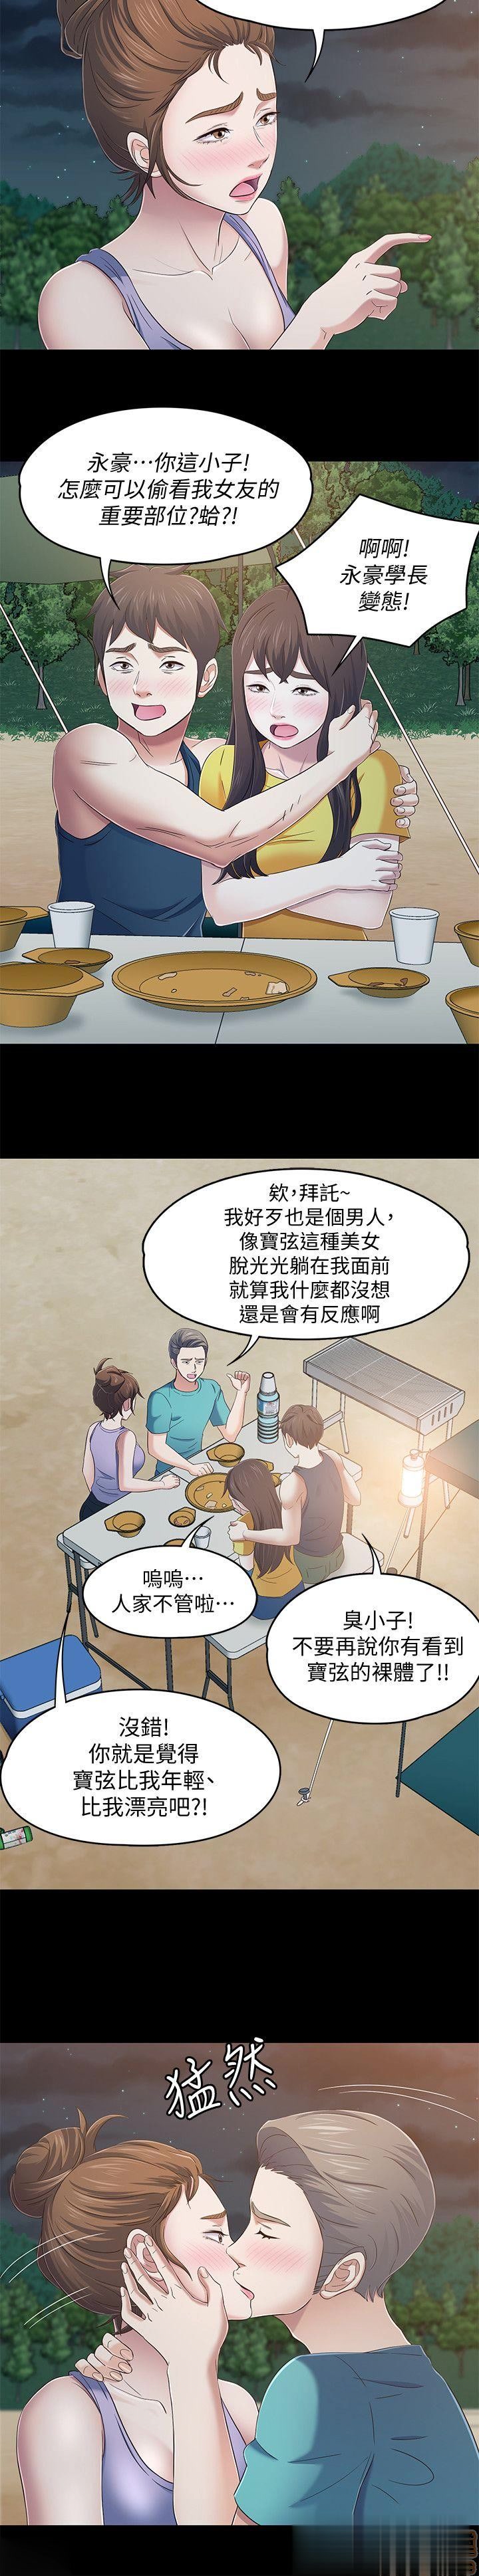 永豪⋯你這小子!
怎麼可以偷看我女友的
重要部位?蛤?!
啊啊!
永豪學長
變態!
欸,拜託~
我好歹也是個男人,
像寶弦這種美女
脫光光躺在我面前
就算我什麼都沒想
還是會有反應啊
嗚嗚⋯
人家不管啦⋯
臭小子!
不要再說你有看到
寶弦的裸體了!!
沒錯!
你就是覺得
寶弦比我年輕、
比我漂亮吧?!
猛然